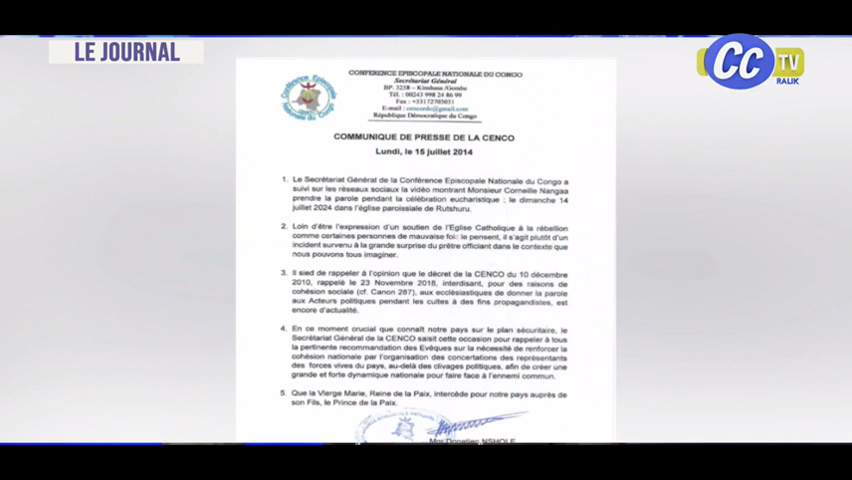 LE JOURNAL
CC TV
RALIK
CONFERENCE EPISCOPALE NATIONALE DU CONGO
Secrétariat Général
BP. 3258 - Kinshasa/Gombe
Tél. : 00243 998 24 86 99
Fax : +33172703031
E-mail : cencordc@gmail.com
République Démocratique du Congo
COMMUNIQUE DE PRESSE DE LA CENCO
Lundi, le 15 juillet 2014
1. Le Secrétariat Général de la Conférence Episcopale Nationale du Congo a
suivi sur les réseaux sociaux la vidéo montrant Monsieur Corneille Nangaa
prendre la parole pendant la célébration eucharistique ; le dimanche 14
juillet 2024 dans l'église paroissiale de Rutshuru.
2. Loin d'être l'expression d'un soutien de l'Eglise Catholique à la rébellion
comme certaines personnes de mauvaise foi le pensent, il s'agit plutôt d'un
incident survenu à la grande surprise du prêtre officiant dans le contexte que
nous pouvons tous imaginer.
3. Il sied de rappeler à l'opinion que le décret de la CENCO du 10 décembre
2010, rappelé le 23 Novembre 2018, interdisant, pour des raisons de
cohésion sociale (cf. Canon 287), aux ecclésiastiques de donner la parole
aux Acteurs politiques pendant les cultes à des fins propagandistes, est
encore d'actualité.
4. En ce moment crucial que connaît notre pays sur le plan sécuritaire, le
Secrétariat Général de la CENCO saisit cette occasion pour rappeler à tous
la pertinente recommandation des Evêques sur la nécessité de renforcer la
cohésion nationale par l'organisation des concertations des représentants
des forces vives du pays, au-delà des clivages politiques, afin de créer une
grande et forte dynamique nationale pour faire face à l'ennemi commun.
5. Que la Vierge Marie, Reine de la Paix, intercède pour notre pays auprès de
son Fils, le Prince de la Paix.
Mgr Donatien NSHOLE